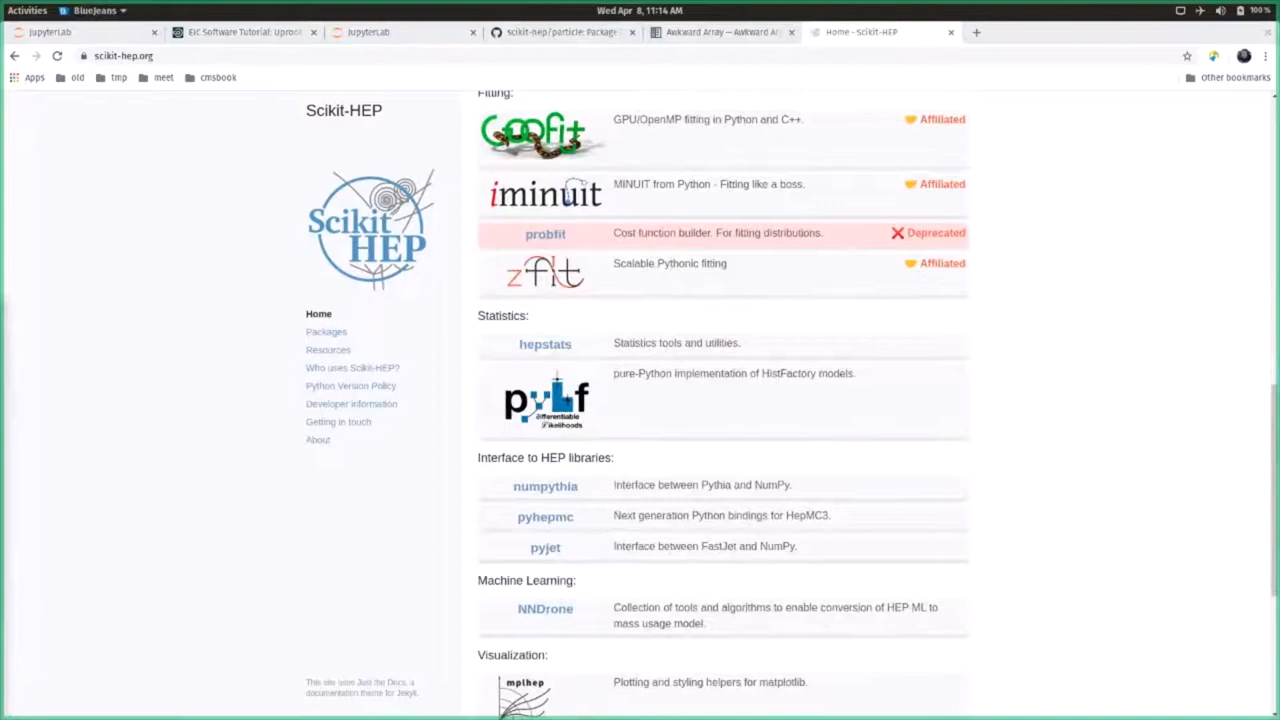 Activities BlueJeans Wed Apr 8, 11:14 AM 100 %
JupyterLab EIC Software Tutorial: Uproot JupyterLab scikit-hep/particle: Package Awkward Array — Awkward Ar Home - Scikit-HEP
scikit-hep.org
Apps old tmp meet cmsbook Other bookmarks
Scikit-HEP
Scikit
HEP
Home
Packages
Resources
Who uses Scikit-HEP?
Python Version Policy
Developer information
Getting in touch
About
This site uses Just the Docs, a
documentation theme for Jekyll.
Fitting:
GooFit GPU/OpenMP fitting in Python and C++. Affiliated
iminuit MINUIT from Python - Fitting like a boss. Affiliated
probfit Cost function builder. For fitting distributions. Deprecated
zfit Scalable Pythonic fitting Affiliated
Statistics:
hepstats Statistics tools and utilities.
pure-Python implementation of HistFactory models.
pyhf
differentiable
Likelihoods
Interface to HEP libraries:
numpythia Interface between Pythia and NumPy.
pyhepmc Next generation Python bindings for HepMC3.
pyjet Interface between FastJet and NumPy.
Machine Learning:
NNDrone Collection of tools and algorithms to enable conversion of HEP ML to
mass usage model.
Visualization:
mplhep Plotting and styling helpers for matplotlib.